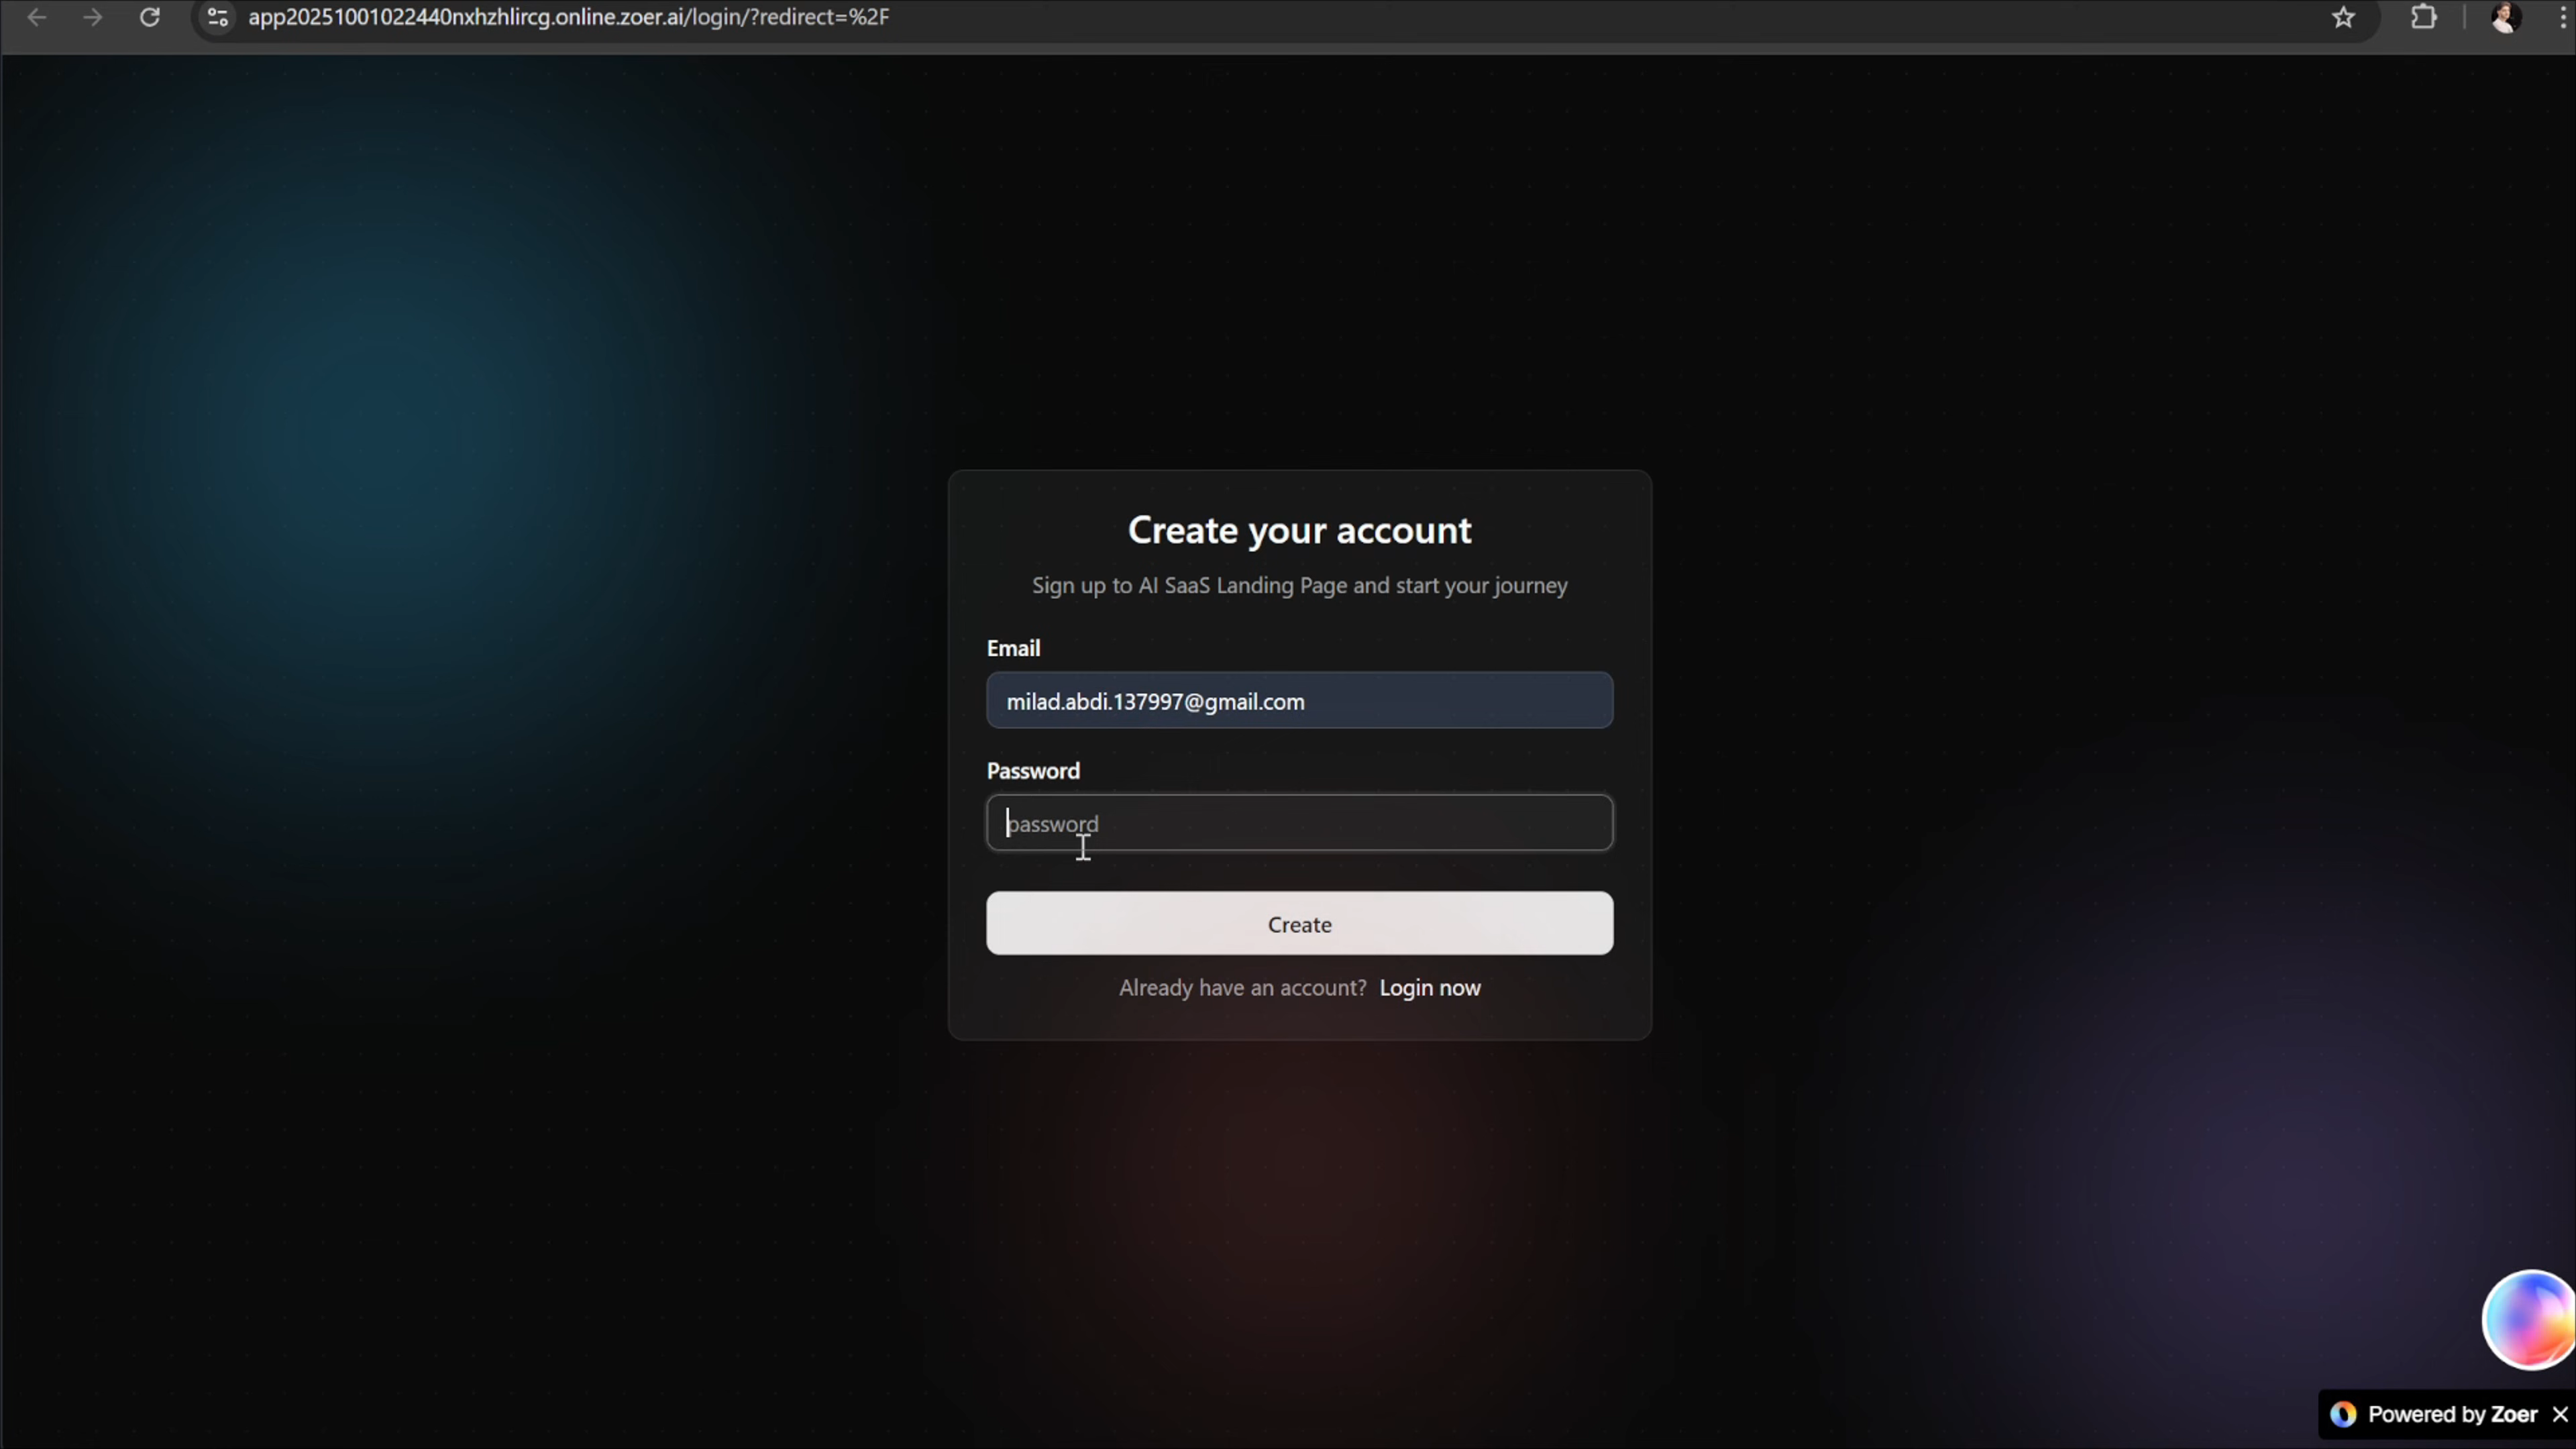 app20251001022440nxhzhlircg.online.zoer.ai/login/?redirect=%2F
Create your account
Sign up to AI SaaS Landing Page and start your journey
Email
milad.abdi.137997@gmail.com
Password
password
Create
Already have an account? Login now
Powered by Zoer